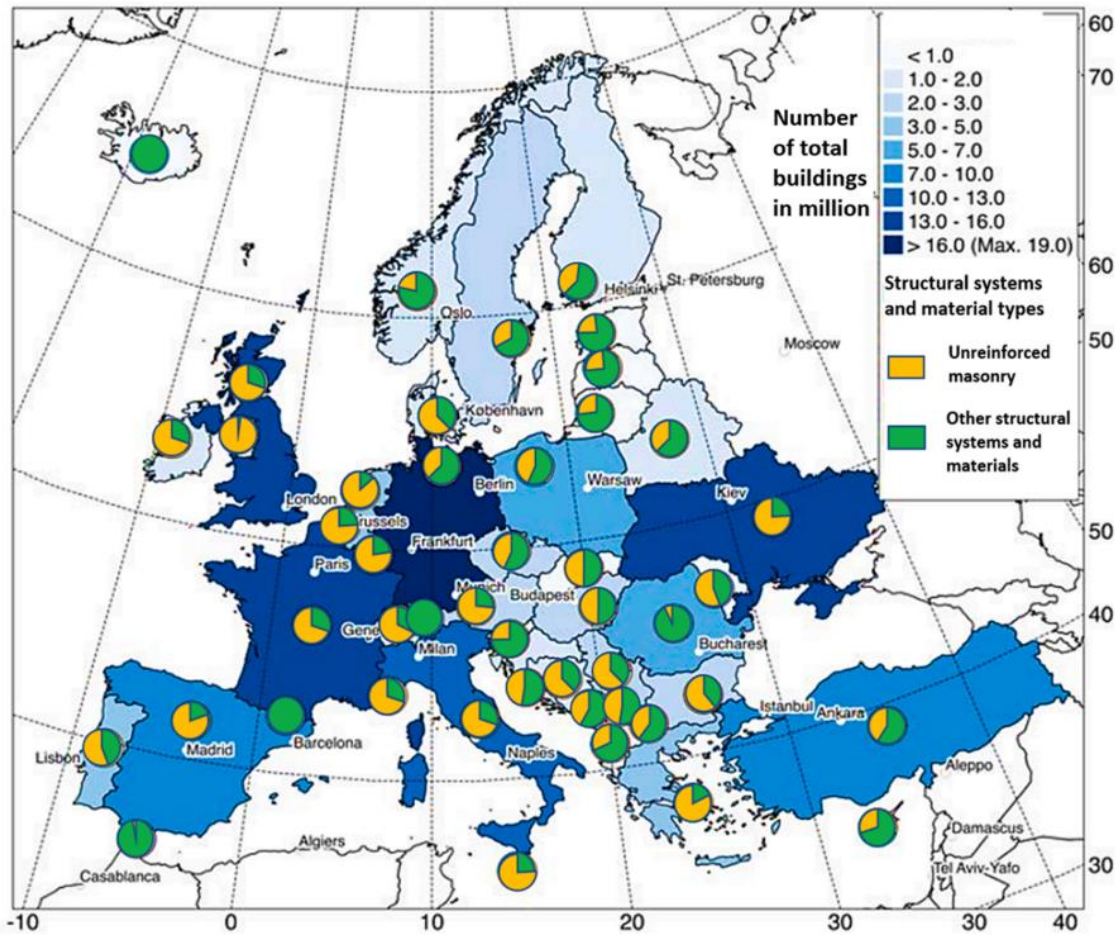 60
70
60
50
50
40
30
Number
of total
buildings
in million
< 1.0
1.0 - 2.0
2.0 - 3.0
3.0 - 5.0
5.0 - 7.0
7.0 - 10.0
10.0 - 13.0
13.0 - 16.0
> 16.0 (Max. 19.0)
Structural systems
and material types
Unreinforced
masonry
Other structural
systems and
materials
Helsinki
St. Petersburg
Oslo
Moscow
København
Berlin
Warsaw
Kiev
London
russels
Frankfurt
Paris
Munich
Budapest
Gene
Milan
Bucharest
Istanbul
Ankara
Madrid
Barcelona
Lisbon
Naples
Aleppo
Algiers
Damascus
Casablanca
Tel Aviv-Yafo
-10
0
10
20
30
30
40